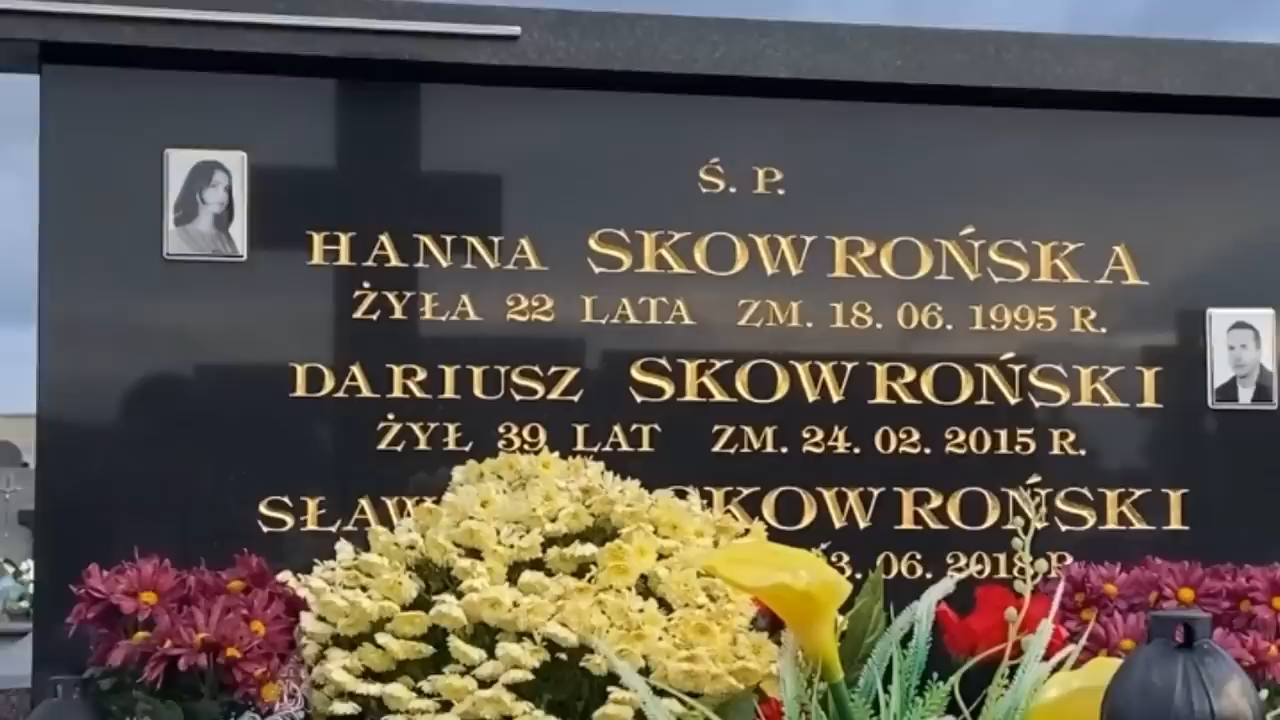 Ś. P.
HANNA SKOWROŃSKA
ŻYŁA 22 LATA ZM. 18. 06. 1995 R.
DARIUSZ SKOWROŃSKI
ŻYŁ 39 LAT ZM. 24. 02. 2015 R.
SKOWROŃSKI
06. 2018 R.